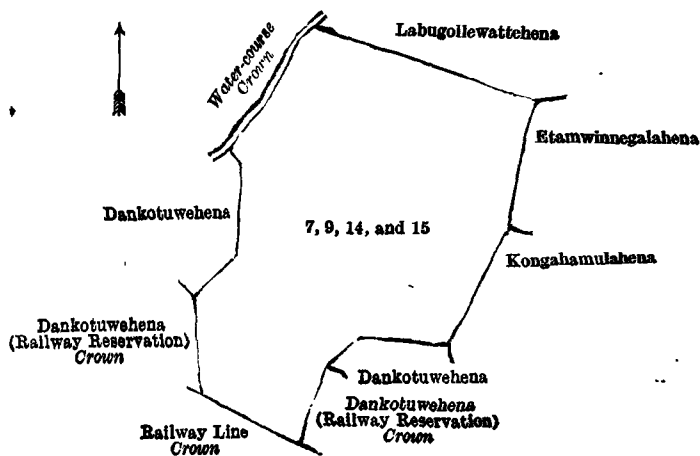 Labugollewattehena
Water-course
Crown
Etamwinnegalahena
Dankotuwehena
7, 9, 14, and 15
Kongahamulahena
Dankotuwehena
(Railway Reservation)
Crown
Dankotuwehena
Dankotuwehena
(Railway Reservation)
Crown
Railway Line
Crown